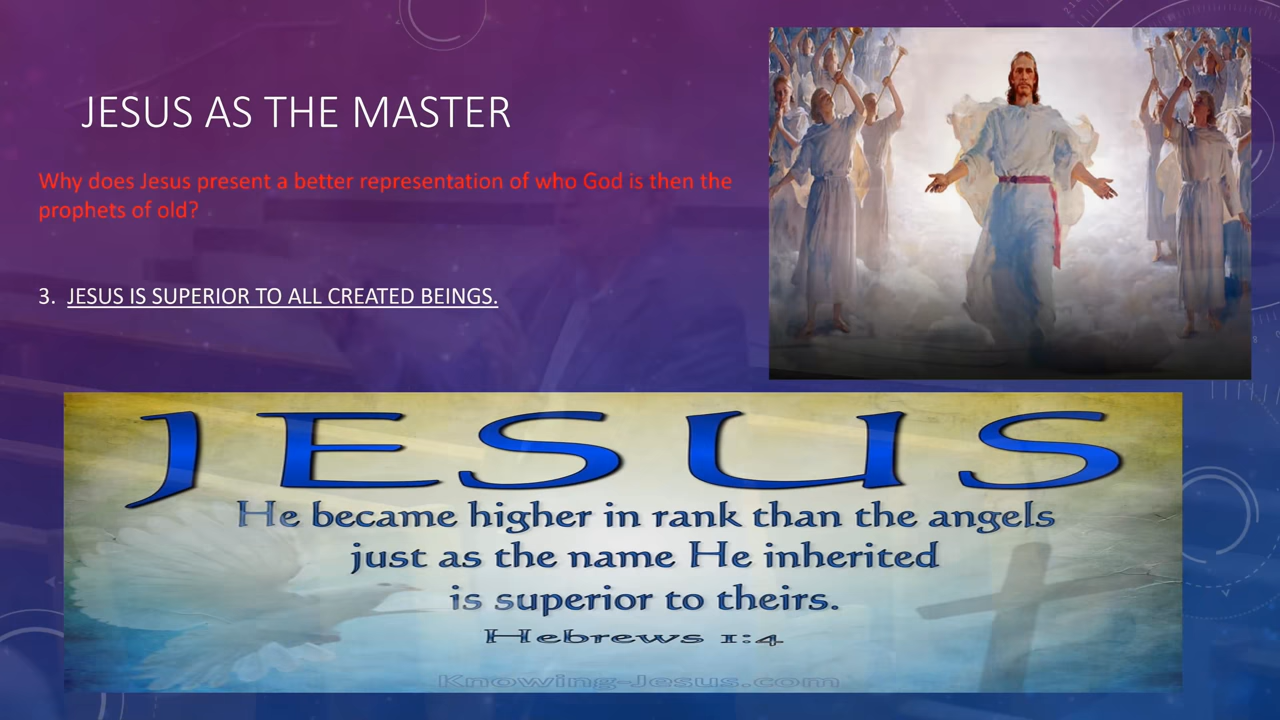 JESUS AS THE MASTER
Why does Jesus present a better representation of who God is then the
prophets of old?
3. JESUS IS SUPERIOR TO ALL CREATED BEINGS.
JESUS
He became higher in rank than the angels
just as the name He inherited
is superior to theirs.
Hebrews 1:4
Knowing-Jesus.com